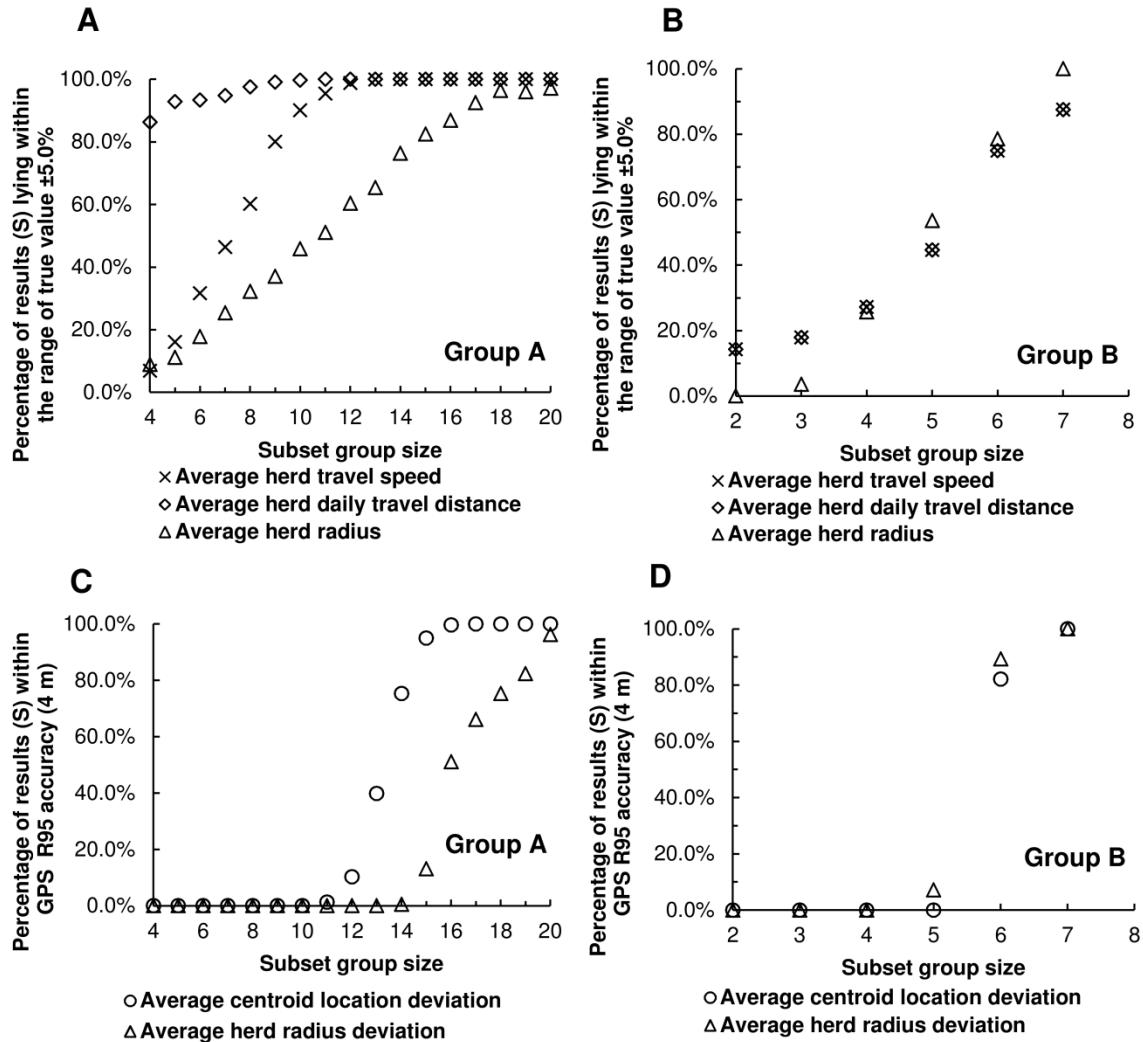 A
Percentage of results (S) lying within
the range of true value ±5.0%
100.0%
80.0%
60.0%
40.0%
20.0%
0.0%
4 6 8 10 12 14 16 18 20
Group A
Subset group size
Average herd travel speed
Average herd daily travel distance
Average herd radius
B
Percentage of results (S) lying within
the range of true value ±5.0%
100.0%
80.0%
60.0%
40.0%
20.0%
0.0%
2 3 4 5 6 7 8
Group B
Subset group size
Average herd travel speed
Average herd daily travel distance
Average herd radius
C
Percentage of results (S) within
GPS R95 accuracy (4 m)
100.0%
80.0%
60.0%
40.0%
20.0%
0.0%
4 6 8 10 12 14 16 18 20
Group A
Subset group size
Average centroid location deviation
Average herd radius deviation
D
Percentage of results (S) within
GPS R95 accuracy (4 m)
100.0%
80.0%
60.0%
40.0%
20.0%
0.0%
2 3 4 5 6 7 8
Group B
Subset group size
Average centroid location deviation
Average herd radius deviation